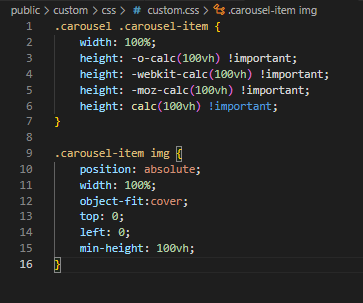 public > custom > css > # custom.css > .carousel-item img
1 .carousel .carousel-item {
2 width: 100%;
3 height: -o-calc(100vh) !important;
4 height: -webkit-calc(100vh) !important;
5 height: -moz-calc(100vh) !important;
6 height: calc(100vh) !important;
7 }
8
9 .carousel-item img {
10 position: absolute;
11 width: 100%;
12 object-fit:cover;
13 top: 0;
14 left: 0;
15 min-height: 100vh;
16 }